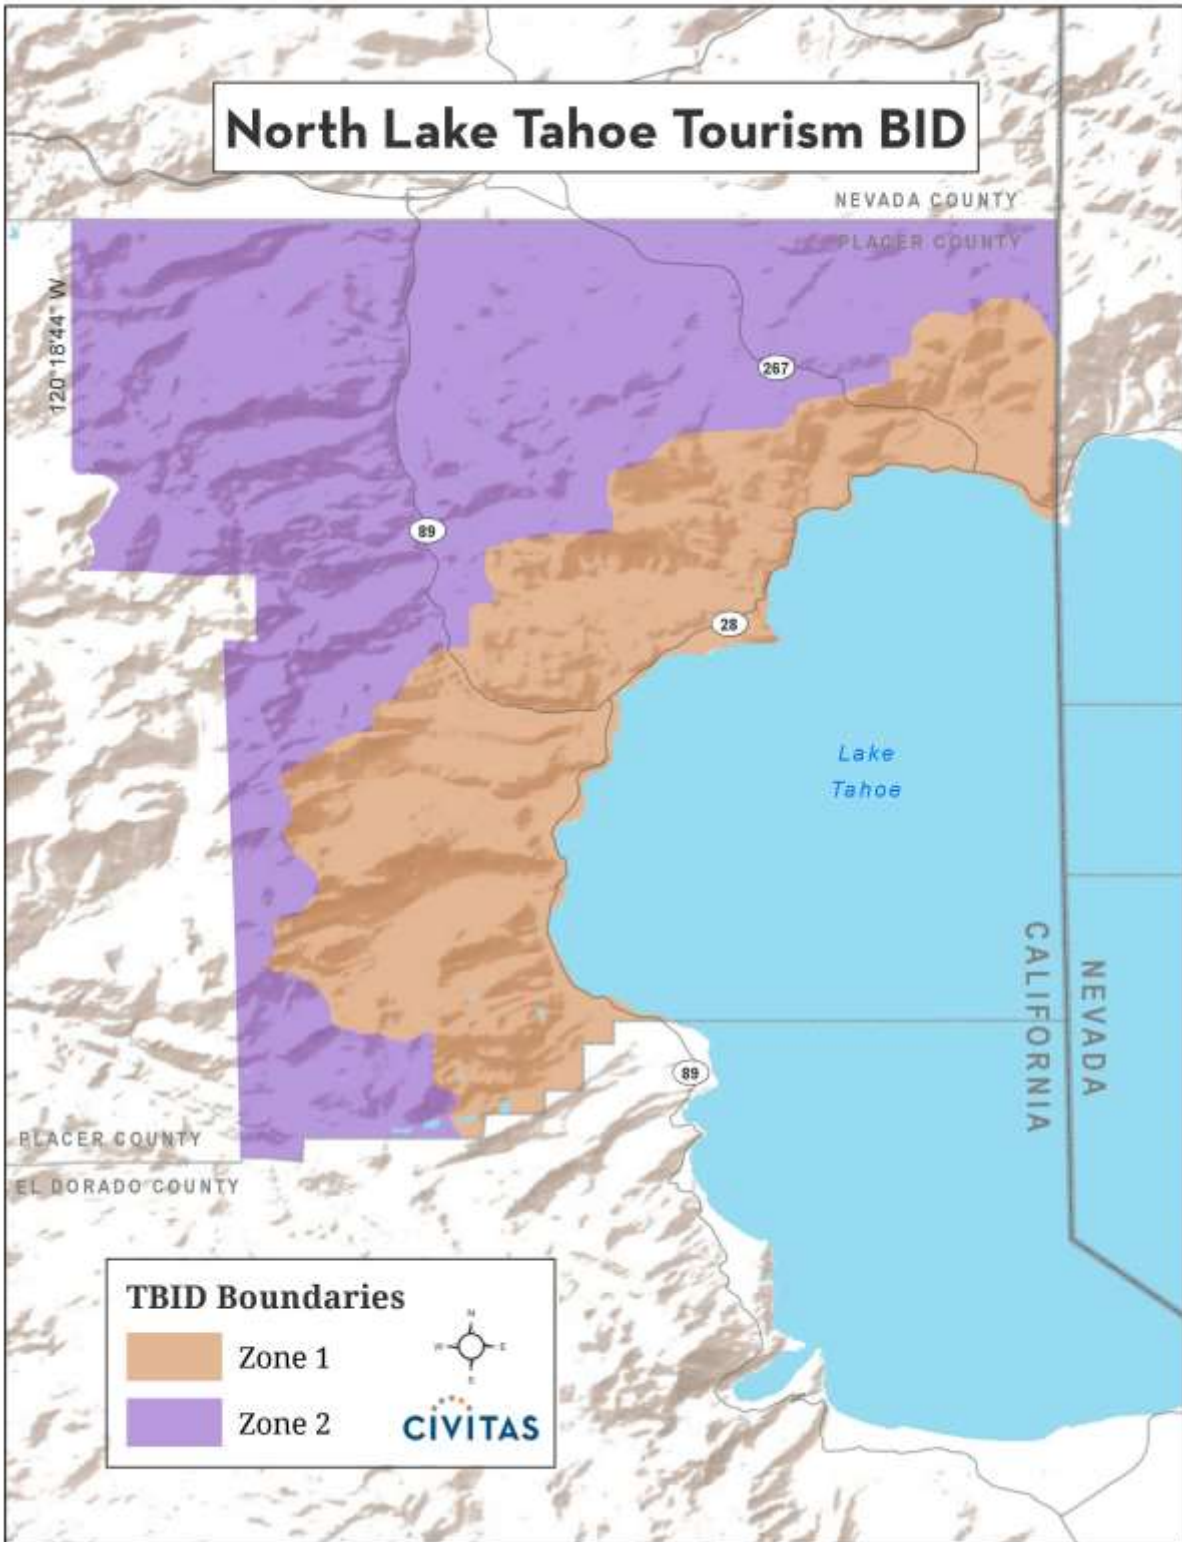 North Lake Tahoe Tourism BID
NEVADA COUNTY
PLACER COUNTY
120°18'44" W
267
89
28
Lake
Tahoe
CALIFORNIA
NEVADA
89
PLACER COUNTY
EL DORADO COUNTY
TBID Boundaries
N
W E
S
Zone 1
Zone 2
CIVITAS